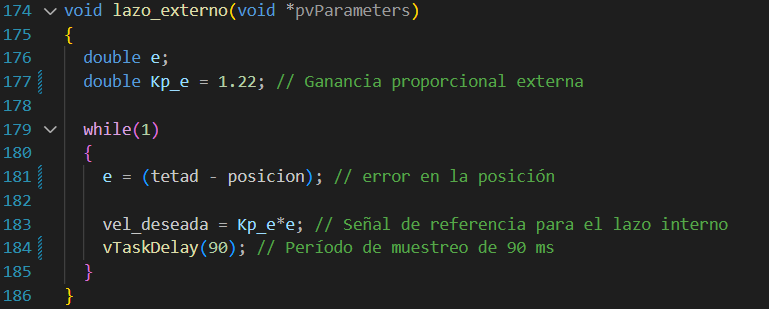 174 void lazo_externo(void *pvParameters)
175 {
176   double e;
177   double Kp_e = 1.22; // Ganancia proporcional externa
178
179   while(1)
180   {
181     e = (tetad - posicion); // error en la posición
182
183     vel_deseada = Kp_e*e; // Señal de referencia para el lazo interno
184     vTaskDelay(90); // Período de muestreo de 90 ms
185   }
186 }